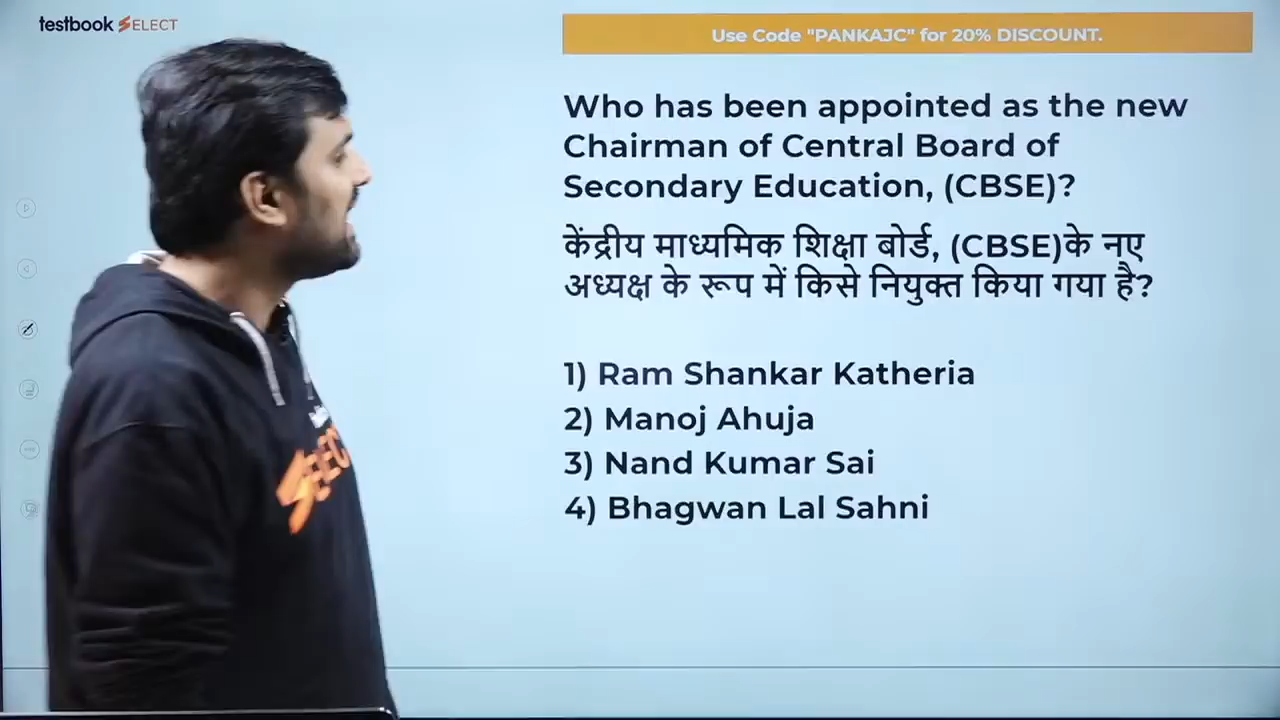 testbook SELECT
Use Code "PANKAJC" for 20% DISCOUNT.
Who has been appointed as the new
Chairman of Central Board of
Secondary Education, (CBSE)?
केंद्रीय माध्यमिक शिक्षा बोर्ड, (CBSE)के नए
अध्यक्ष के रूप में किसे नियुक्त किया गया है?
1) Ram Shankar Katheria
2) Manoj Ahuja
3) Nand Kumar Sai
4) Bhagwan Lal Sahni